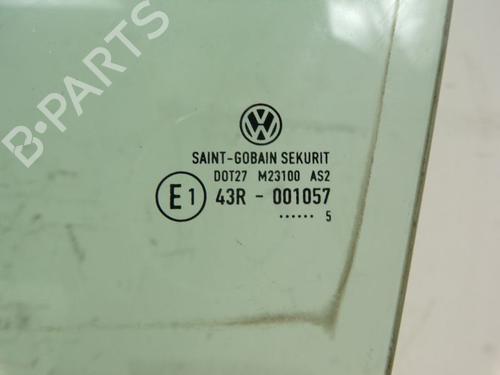 B-PARTS
SAINT-GOBAIN SEKURIT
DOT27 M23100 AS2
E1 43R - 001057
...... 5